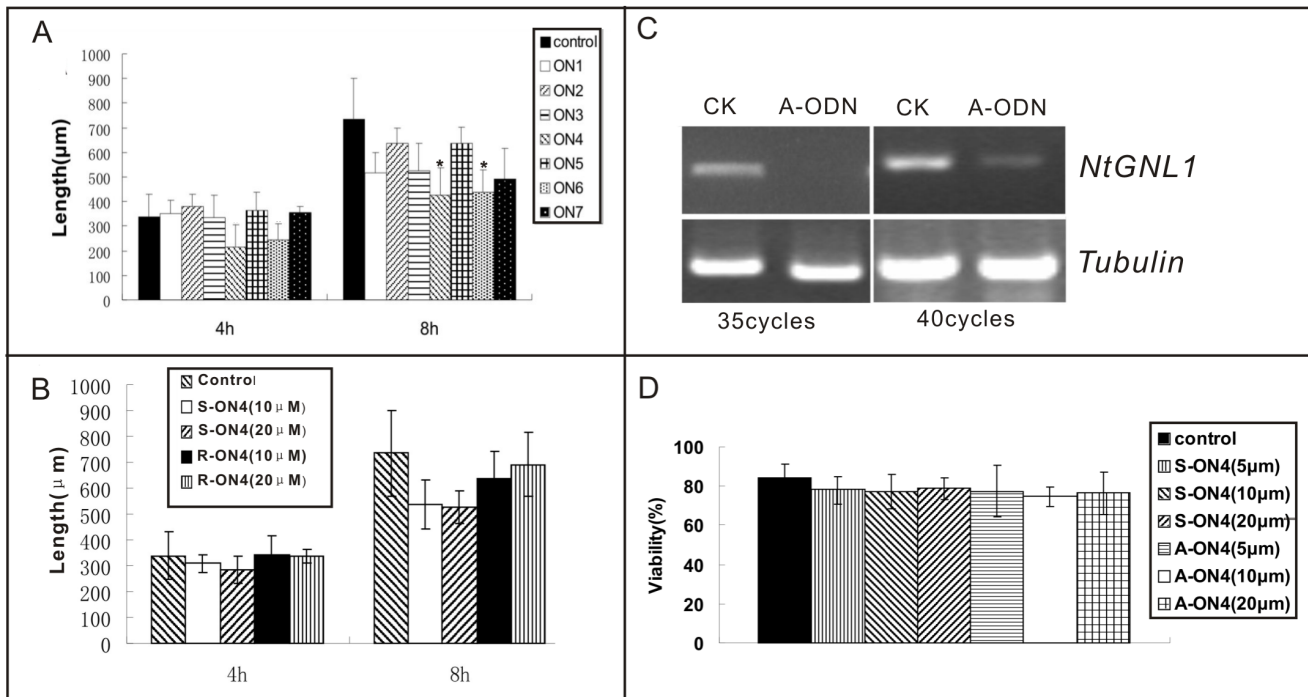 A
1000
900
800
700
600
500
400
300
200
100
0
Length(μm)
4h
8h
control
ON1
ON2
ON3
ON4
ON5
ON6
ON7
*
*
C
CK A-ODN CK A-ODN
NtGNL1
Tubulin
35cycles 40cycles
B
1000
900
800
700
600
500
400
300
200
100
0
Length(μm)
4h
8h
Control
S-ON4(10μM)
S-ON4(20μM)
R-ON4(10μM)
R-ON4(20μM)
D
100
80
60
40
20
0
Viability(%)
control
S-ON4(5μm)
S-ON4(10μm)
S-ON4(20μm)
A-ON4(5μm)
A-ON4(10μm)
A-ON4(20μm)